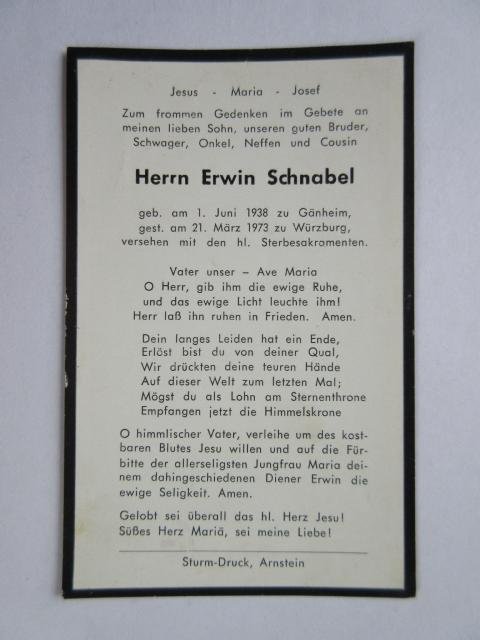 Jesus - Maria - Josef
Zum frommen Gedenken im Gebete an
meinen lieben Sohn, unseren guten Bruder,
Schwager, Onkel, Neffen und Cousin
Herrn Erwin Schnabel
geb. am 1. Juni 1938 zu Gänheim,
gest. am 21. März 1973 zu Würzburg,
versehen mit den hl. Sterbesakramenten.
Vater unser – Ave Maria
O Herr, gib ihm die ewige Ruhe,
und das ewige Licht leuchte ihm!
Herr laß ihn ruhen in Frieden. Amen.
Dein langes Leiden hat ein Ende,
Erlöst bist du von deiner Qual,
Wir drückten deine teuren Hände
Auf dieser Welt zum letzten Mal;
Mögst du als Lohn am Sternenthrone
Empfangen jetzt die Himmelskrone
O himmlischer Vater, verleihe um des kost-
baren Blutes Jesu willen und auf die Für-
bitte der allerseligsten Jungfrau Maria dei-
nem dahingeschiedenen Diener Erwin die
ewige Seligkeit. Amen.
Gelobt sei überall das hl. Herz Jesu!
Süßes Herz Mariä, sei meine Liebe!
Sturm-Druck, Arnstein